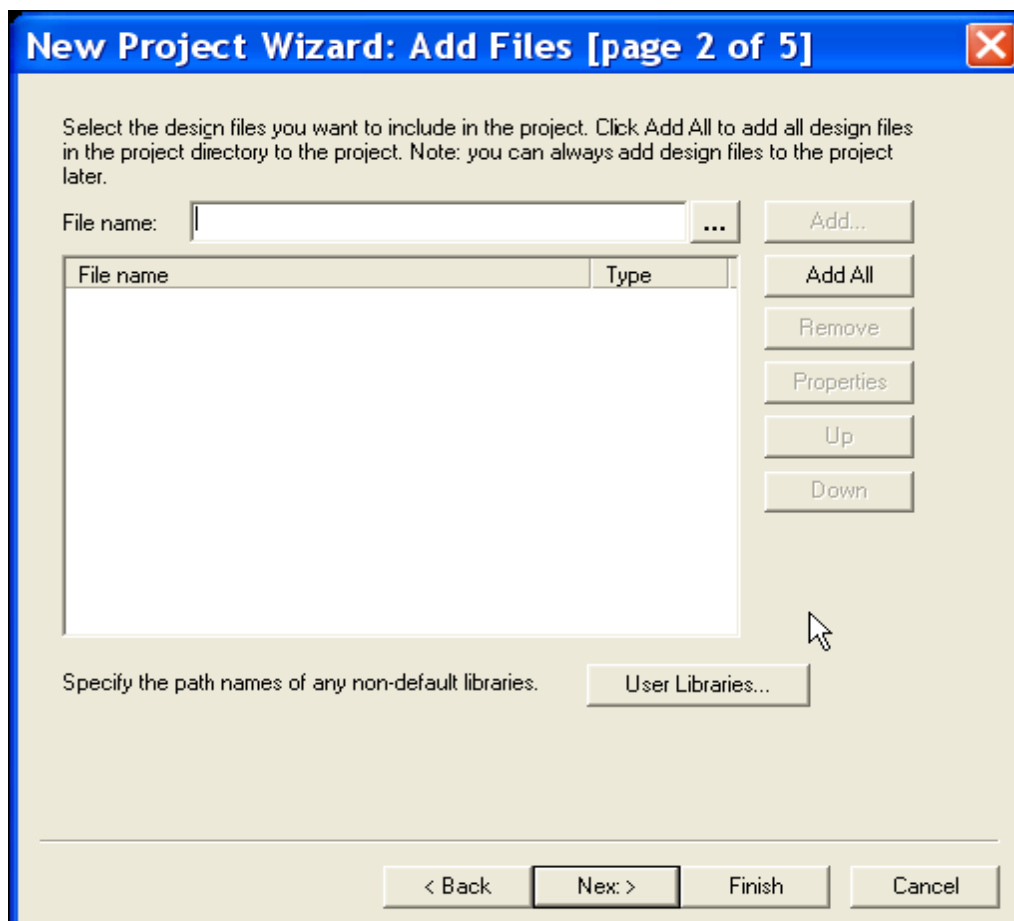 New Project Wizard: Add Files [page 2 of 5]
Select the design files you want to include in the project. Click Add All to add all design files
in the project directory to the project. Note: you can always add design files to the project
later.
File name:
...
Add...
File name
Type
Add All
Remove
Properties
Up
Down
Specify the path names of any non-default libraries.
User Libraries...
< Back
Nex: >
Finish
Cancel